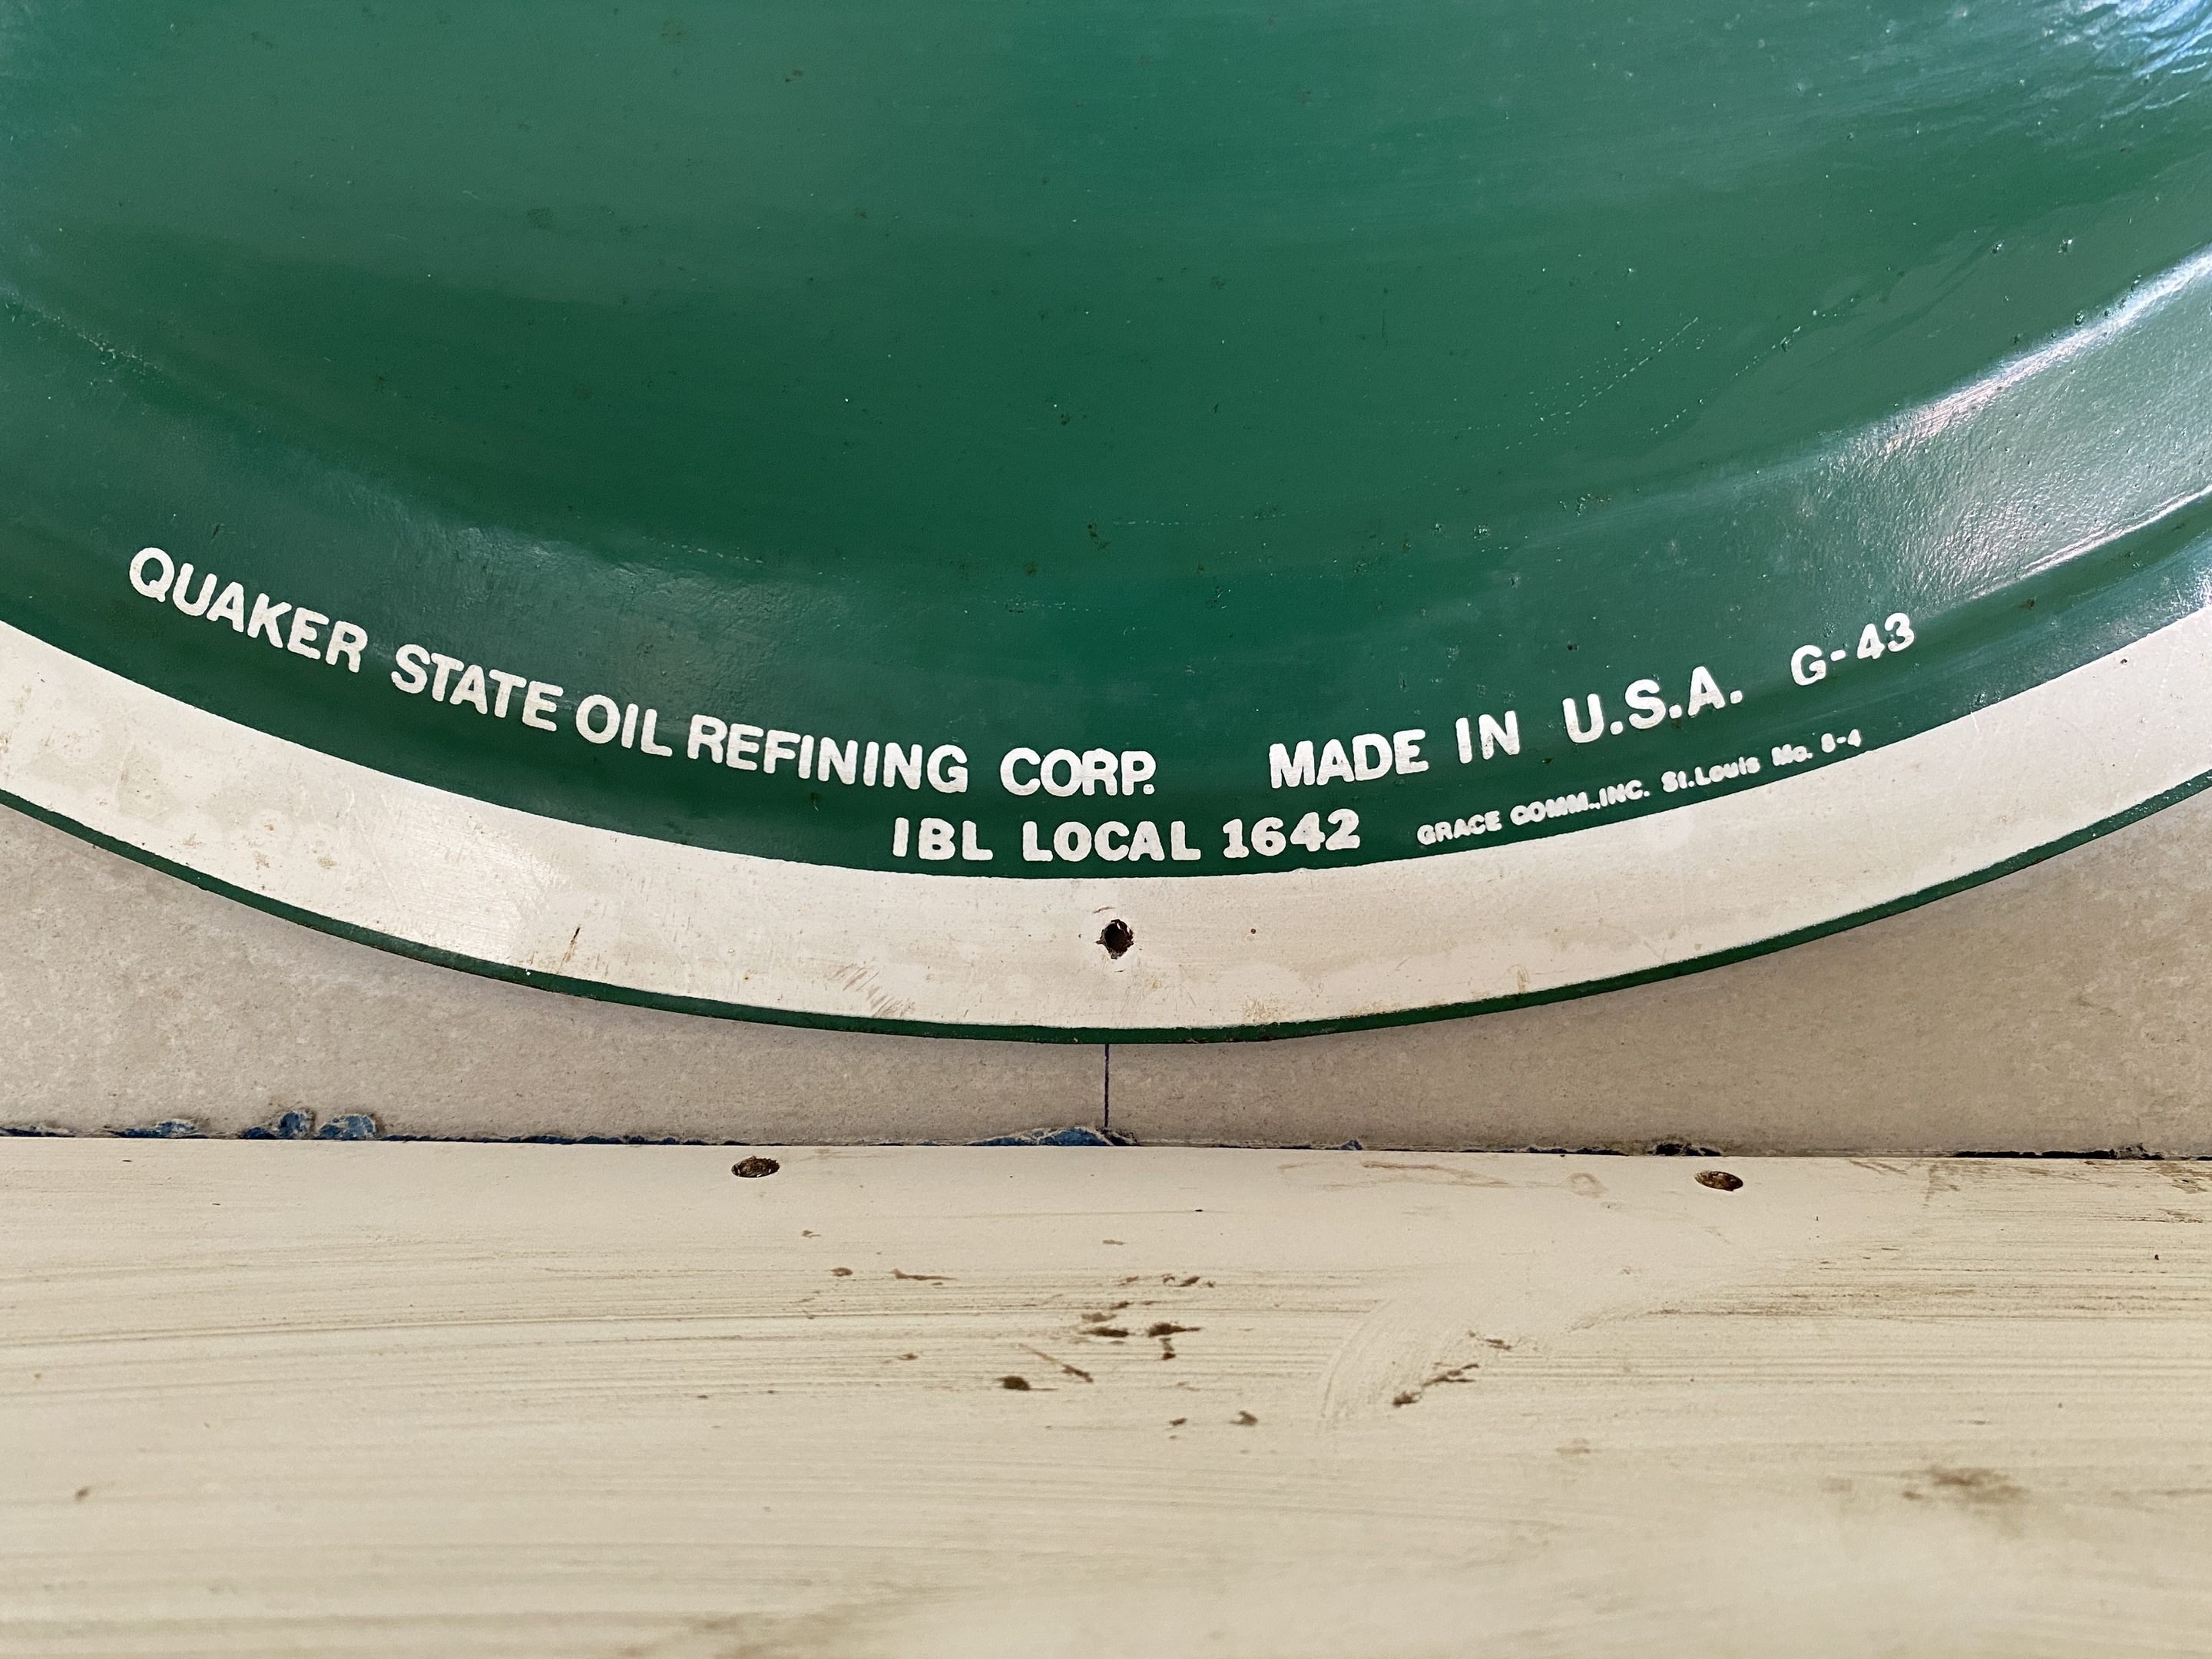 QUAKER STATE OIL REFINING CORP. MADE IN U.S.A. G-43
IBL LOCAL 1642 GRACE COMM.,INC. St.Louis Mo. 8-4